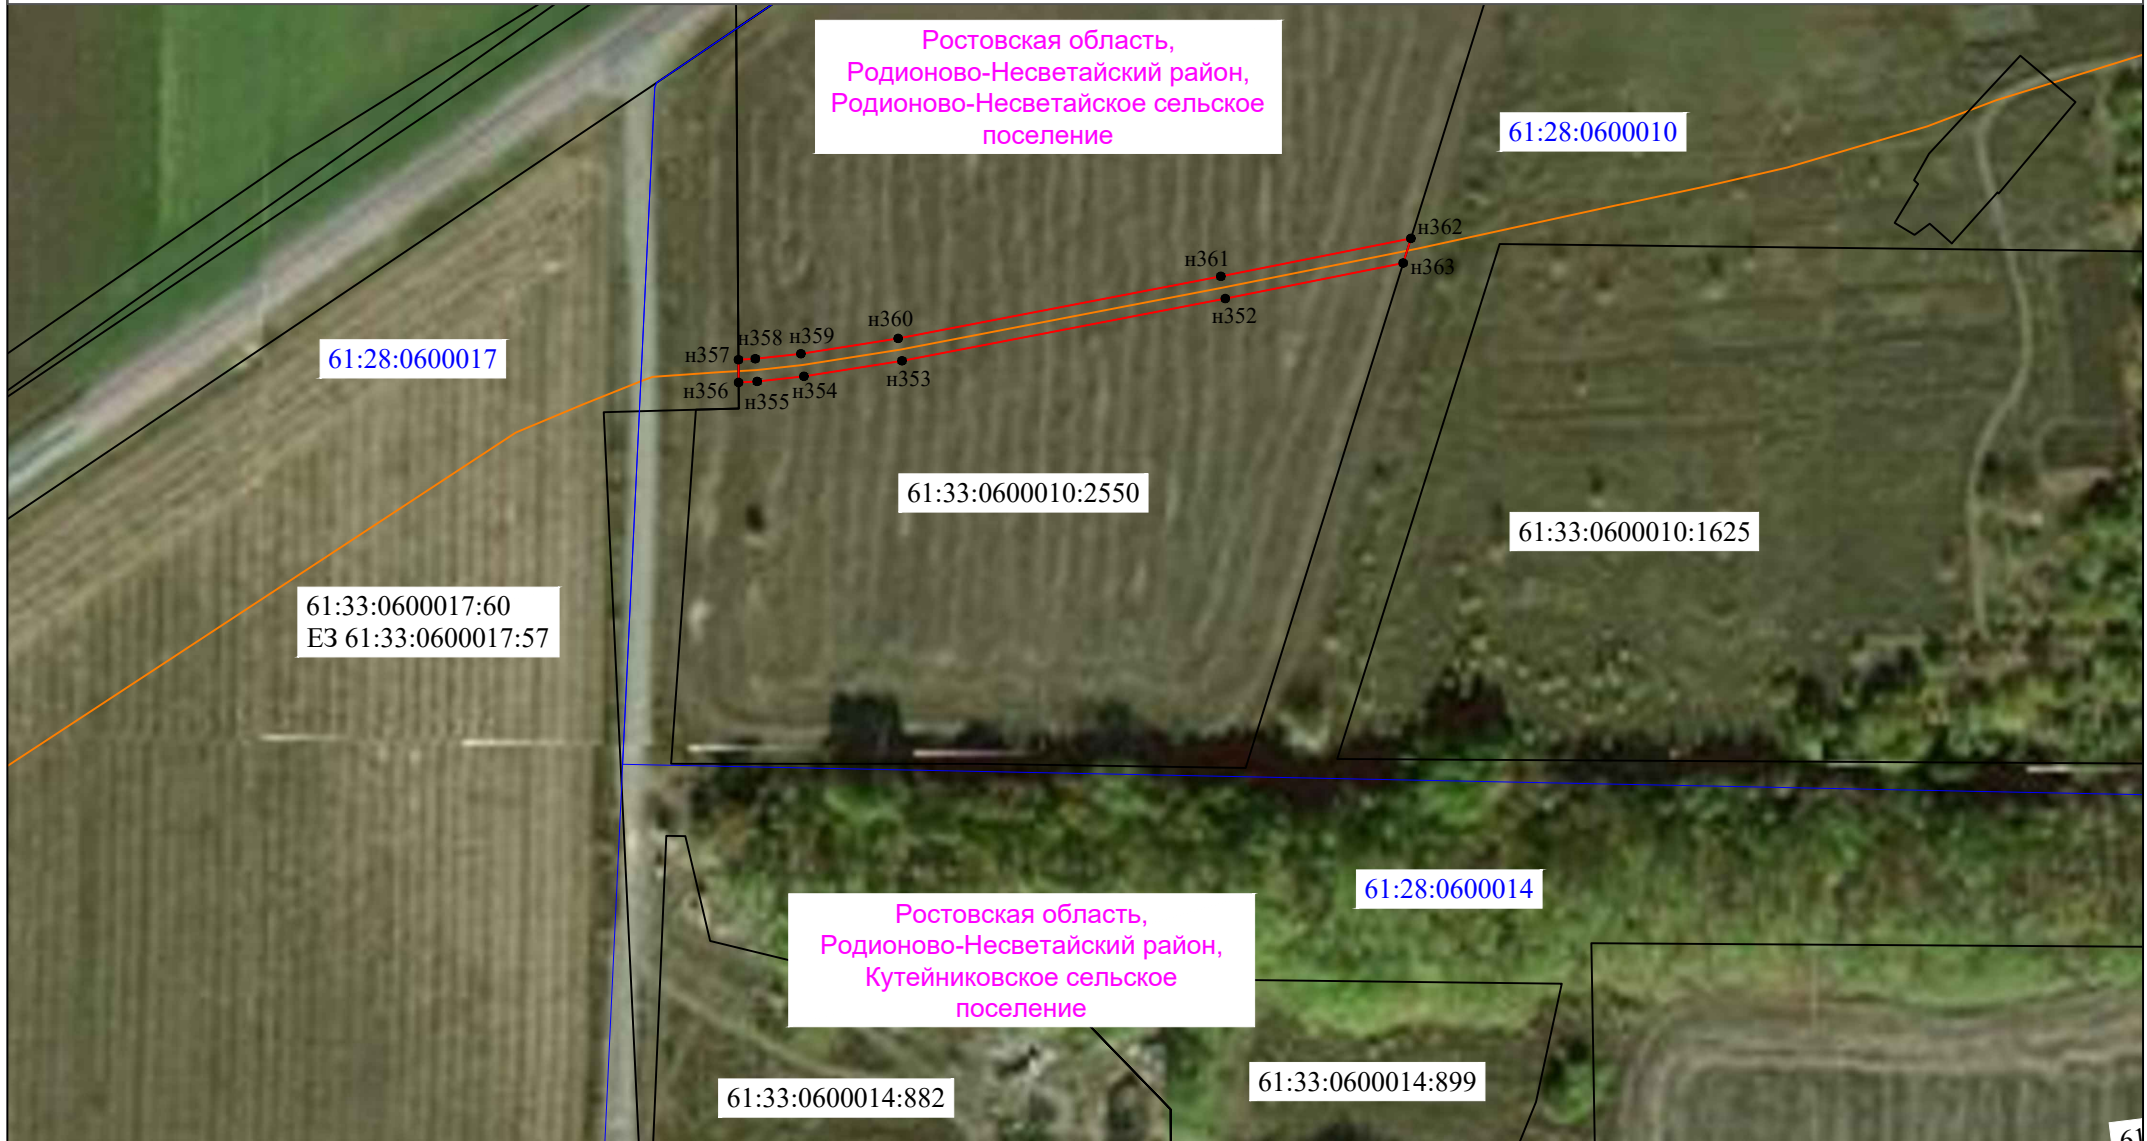 Ростовская область,
Родионово-Несветайский район,
Родионово-Несветайское сельское
поселение
61:28:0600010
н362
н361
н363
н352
н360
н359
н358
н357
н353
н354
н356
н355
61:28:0600017
61:33:0600010:2550
61:33:0600010:1625
61:33:0600017:60
ЕЗ 61:33:0600017:57
61:28:0600014
Ростовская область,
Родионово-Несветайский район,
Кутейниковское сельское
поселение
61:33:0600014:899
61:33:0600014:882